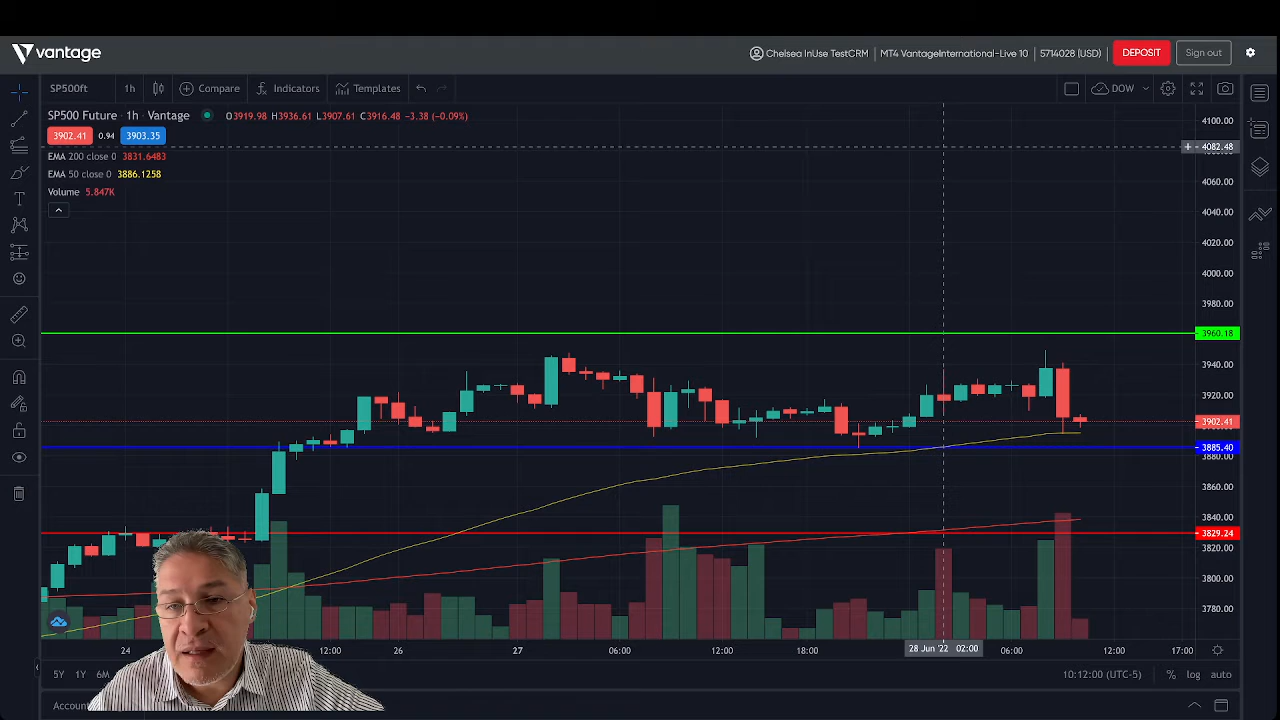 vantage
Chelsea InUse TestCRM | MT4 VantageInternational-Live 10 | 5714028 (USD) DEPOSIT Sign out
SP500ft 1h Compare Indicators Templates DOW
SP500 Future · 1h · Vantage O3919.98 H3936.61 L3907.61 C3916.48 −3.38 (−0.09%)
3902.41 0.94 3903.35
EMA 200 close 0 3831.6483
EMA 50 close 0 3886.1258
Volume 5.847K
4100.00
4082.48
4060.00
4040.00
4020.00
4000.00
3980.00
3960.18
3940.00
3920.00
3902.41
3885.40
3880.00
3860.00
3840.00
3829.24
3820.00
3800.00
3780.00
24 12:00 26 06:00 27 06:00 12:00 18:00 28 Jun '22 02:00 06:00 12:00 17:00
5Y 1Y 6M 10:12:00 (UTC-5) % log auto
Accoun